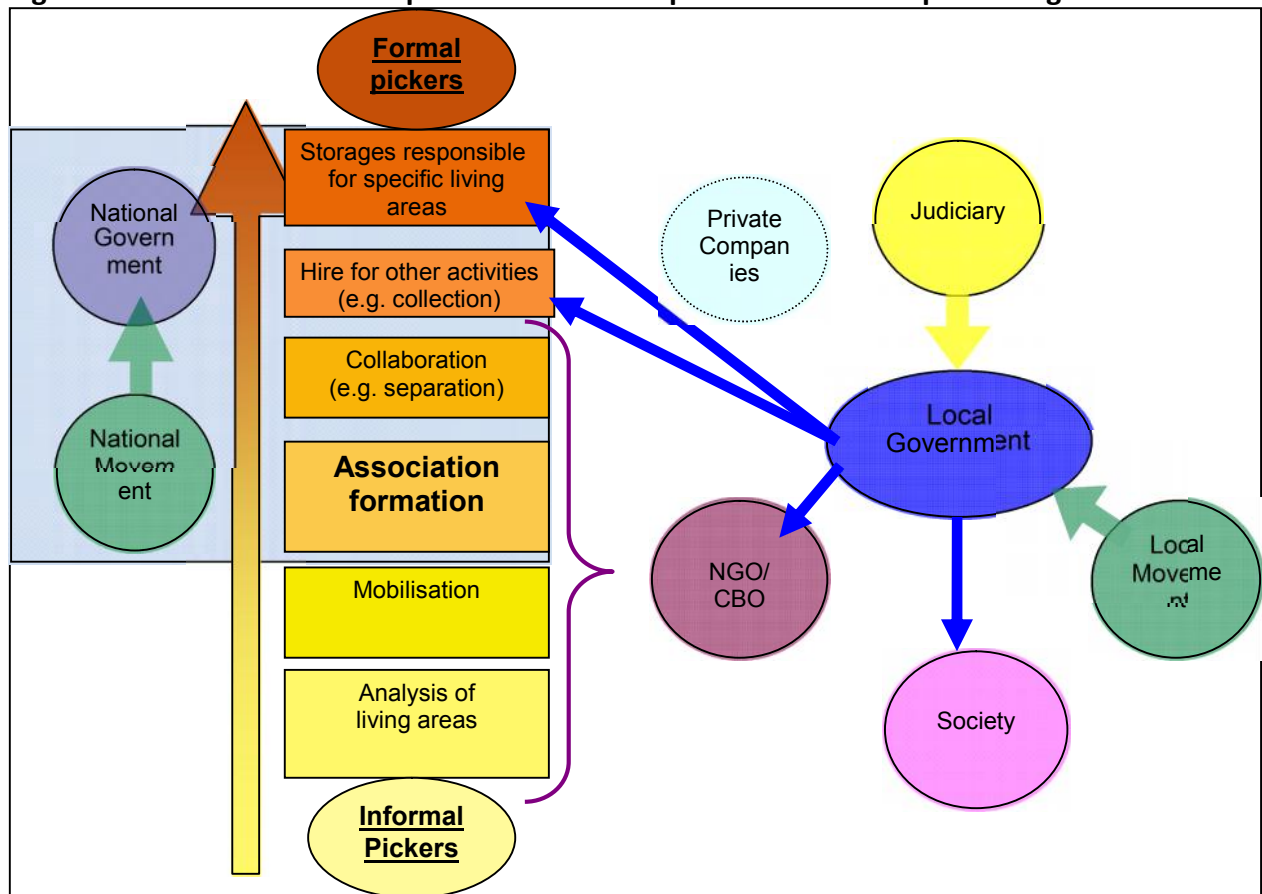 Formal
pickers
Storages responsible
for specific living
areas
National
Govern
ment
Private
Compan
ies
Judiciary
Hire for other activities
(e.g. collection)
Collaboration
(e.g. separation)
National
Movem
ent
Association
formation
Local
Government
NGO/
CBO
Local
Moveme
nt
Mobilisation
Analysis of
living areas
Society
Informal
Pickers